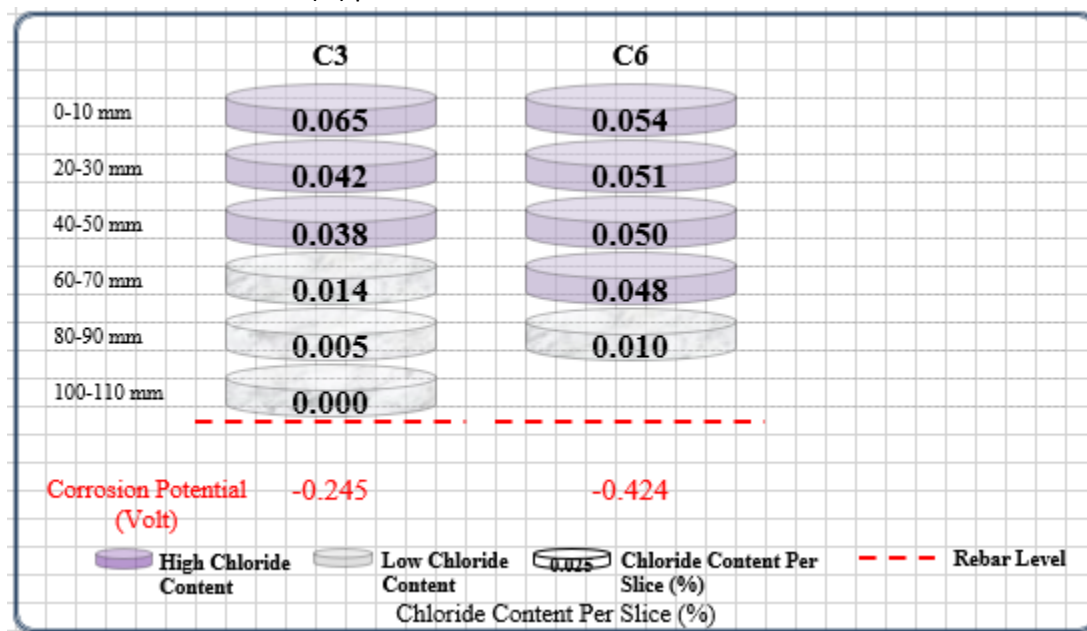 C3 C6
0-10 mm 0.065 0.054
20-30 mm 0.042 0.051
40-50 mm 0.038 0.050
60-70 mm 0.014 0.048
80-90 mm 0.005 0.010
100-110 mm 0.000
Corrosion Potential -0.245 -0.424
(Volt)
High Chloride Low Chloride 0.025 Chloride Content Per Rebar Level
Content Content Slice (%)
Chloride Content Per Slice (%)